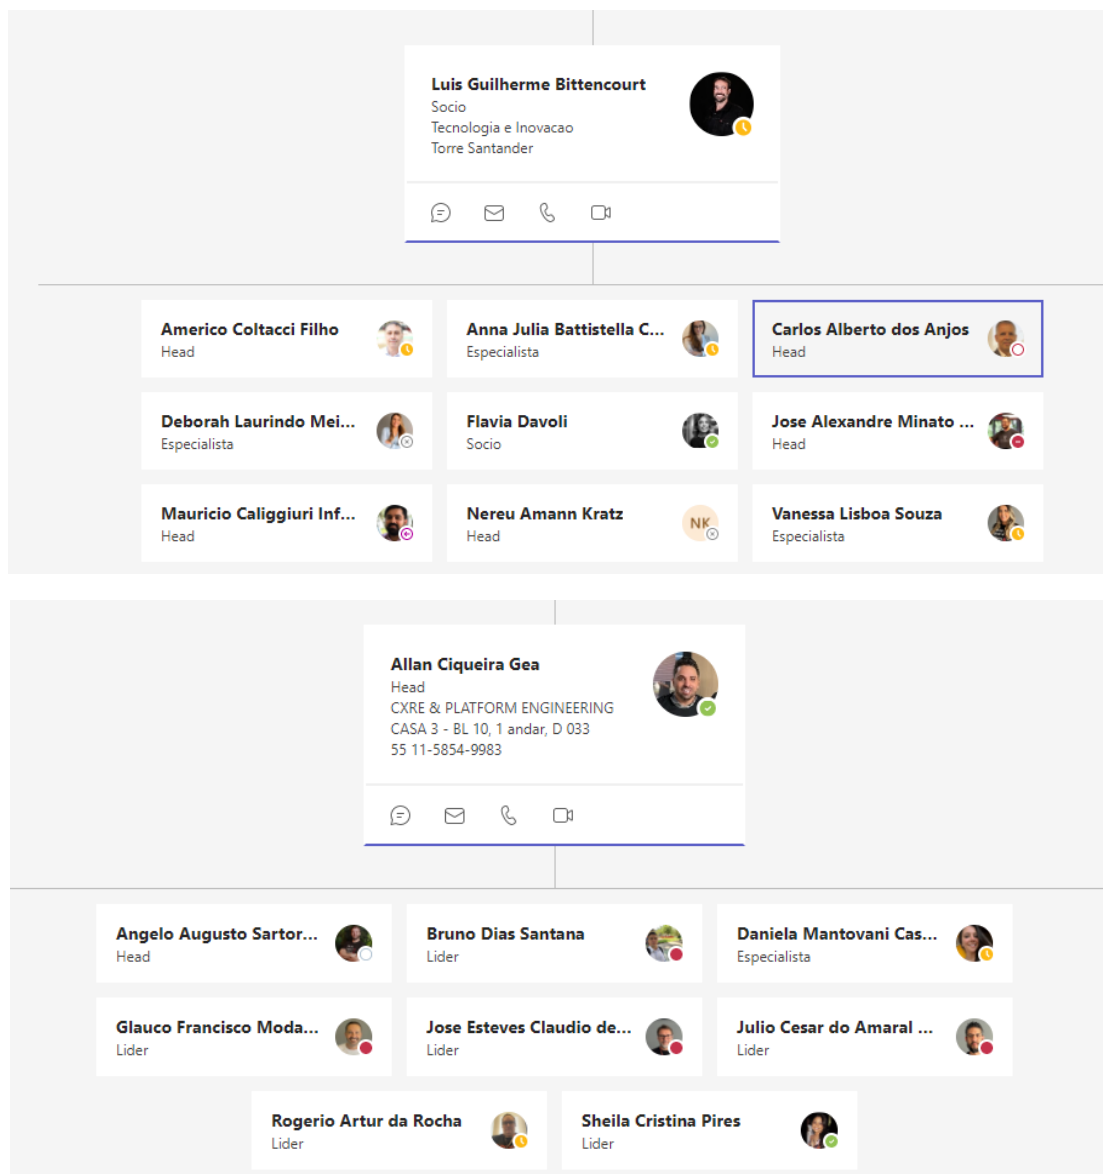 Luis Guilherme Bittencourt
Socio
Tecnologia e Inovacao
Torre Santander
Americo Coltacci Filho
Head
Anna Julia Battistella C...
Especialista
Carlos Alberto dos Anjos
Head
Deborah Laurindo Mei...
Especialista
Flavia Davoli
Socio
Jose Alexandre Minato ...
Head
Mauricio Caliggiuri Inf...
Head
Nereu Amann Kratz
Head
NK
Vanessa Lisboa Souza
Especialista
Allan Ciqueira Gea
Head
CXRE & PLATFORM ENGINEERING
CASA 3 - BL 10, 1 andar, D 033
55 11-5854-9983
Angelo Augusto Sartor...
Head
Bruno Dias Santana
Lider
Daniela Mantovani Cas...
Especialista
Glauco Francisco Moda...
Lider
Jose Esteves Claudio de...
Lider
Julio Cesar do Amaral ...
Lider
Rogerio Artur da Rocha
Lider
Sheila Cristina Pires
Lider